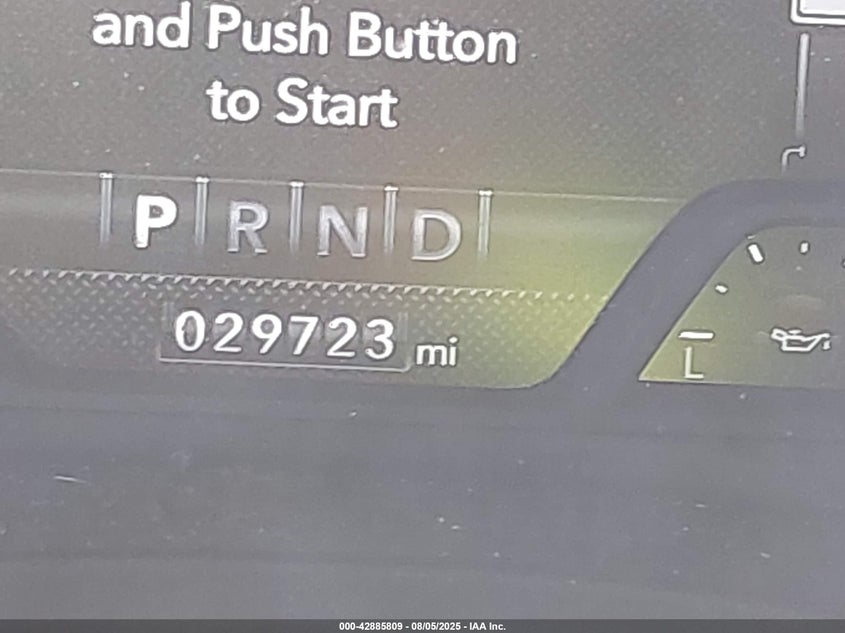 and Push Button
to Start
P R N D
029723 mi
L
000-42885809 - 08/05/2025 - IAA Inc.